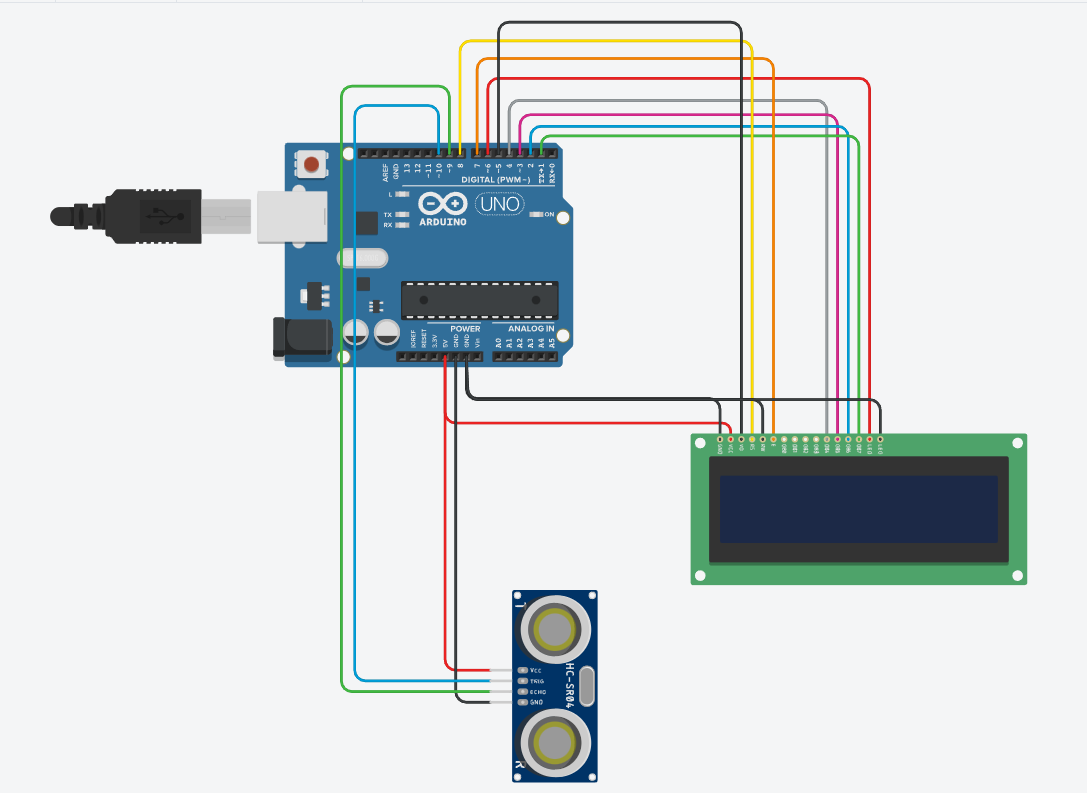 AREF
GND
13
12
~11
~10
~9
8
7
~6
~5
4
~3
2
TX→1
RX←0
DIGITAL (PWM~)
L
TX
RX
ARDUINO
UNO
ON
POWER
ANALOG IN
IOREF
RESET
3.3V
5V
GND
GND
Vin
A0
A1
A2
A3
A4
A5
GND
VCC
T
HC-SR04
VCC
TRIG
ECHO
GND
R